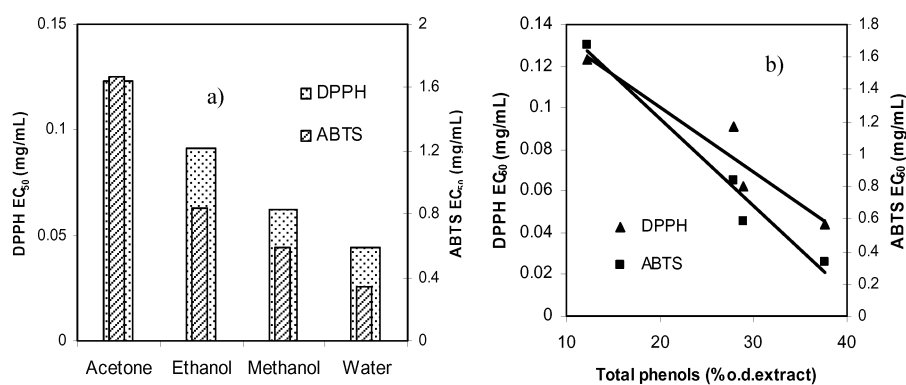 a)
DPPH
ABTS
DPPH EC50 (mg/mL)
0.15
0.1
0.05
0
ABTS EC50 (mg/mL)
2
1.6
1.2
0.8
0.4
0
Acetone Ethanol Methanol Water
b)
DPPH
ABTS
DPPH EC50 (mg/mL)
0.14
0.12
0.1
0.08
0.06
0.04
0.02
0
ABTS EC50 (mg/mL)
1.8
1.6
1.4
1.2
1
0.8
0.6
0.4
0.2
0
10 20 30 40
Total phenols (%o.d.extract)